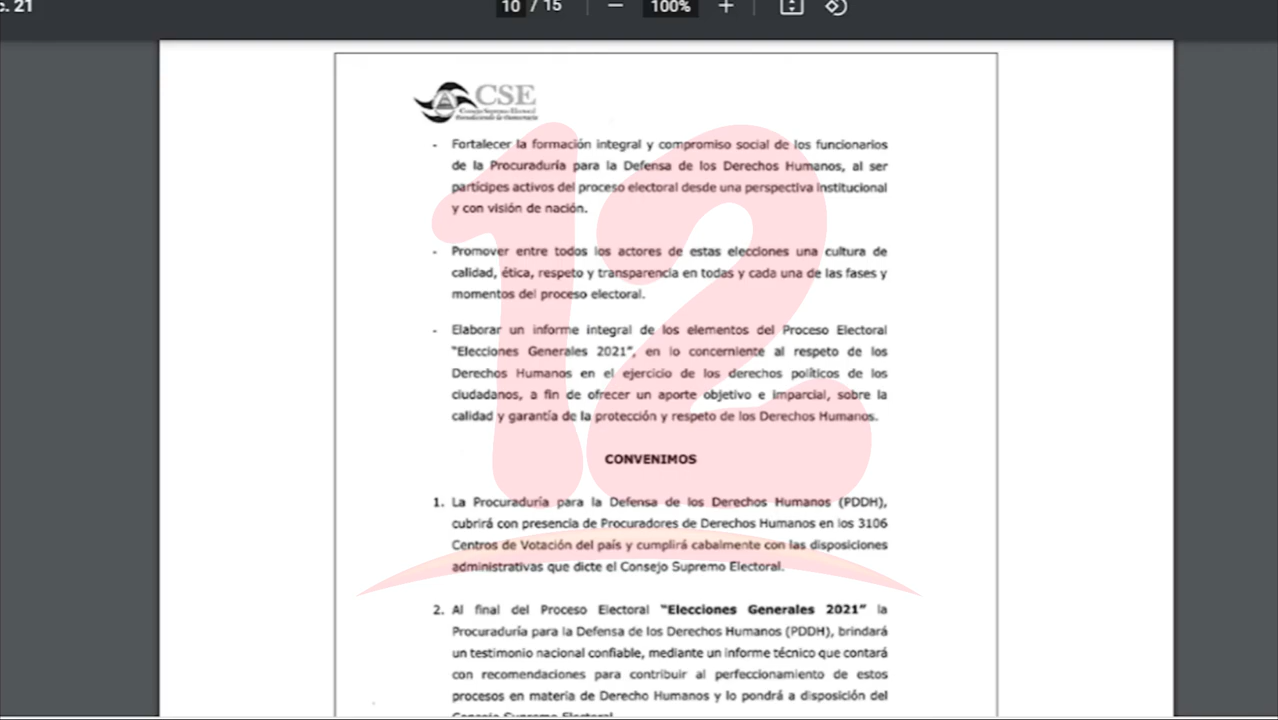 c. 21
10 / 15
100%
CSE
Consejo Supremo Electoral
Fortaleciendo la Democracia
- Fortalecer la formación integral y compromiso social de los funcionarios
de la Procuraduría para la Defensa de los Derechos Humanos, al ser
partícipes activos del proceso electoral desde una perspectiva institucional
y con visión de nación.
- Promover entre todos los actores de estas elecciones una cultura de
calidad, ética, respeto y transparencia en todas y cada una de las fases y
momentos del proceso electoral.
- Elaborar un informe integral de los elementos del Proceso Electoral
"Elecciones Generales 2021", en lo concerniente al respeto de los
Derechos Humanos en el ejercicio de los derechos políticos de los
ciudadanos, a fin de ofrecer un aporte objetivo e imparcial, sobre la
calidad y garantía de la protección y respeto de los Derechos Humanos.
CONVENIMOS
1. La Procuraduría para la Defensa de los Derechos Humanos (PDDH),
cubrirá con presencia de Procuradores de Derechos Humanos en los 3106
Centros de Votación del país y cumplirá cabalmente con las disposiciones
administrativas que dicte el Consejo Supremo Electoral.
2. Al final del Proceso Electoral "Elecciones Generales 2021" la
Procuraduría para la Defensa de los Derechos Humanos (PDDH), brindará
un testimonio nacional confiable, mediante un informe técnico que contará
con recomendaciones para contribuir al perfeccionamiento de estos
procesos en materia de Derecho Humanos y lo pondrá a disposición del
Consejo Supremo Electoral.
12